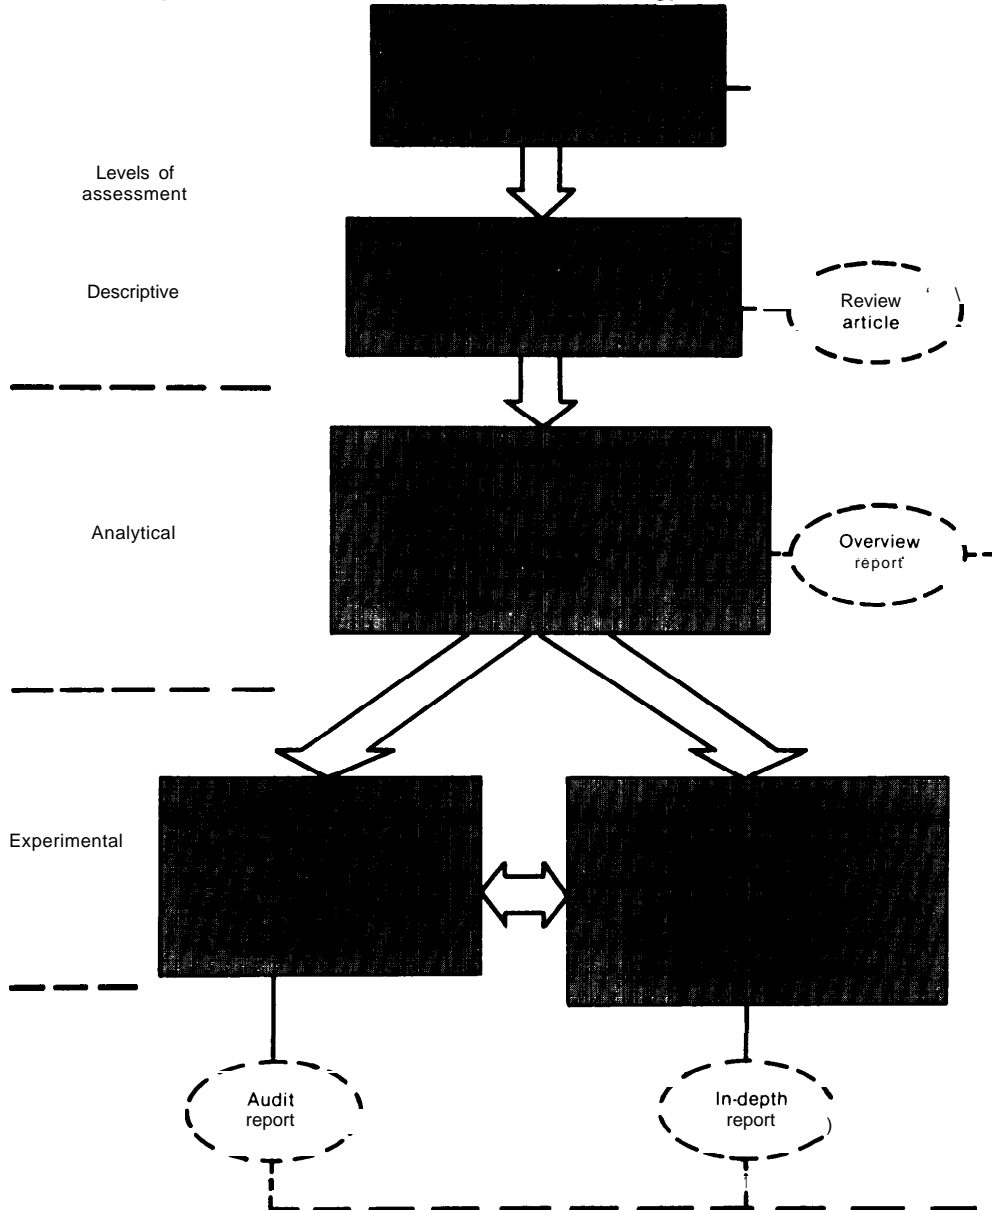 Levels of
assessment
Descriptive
Review
article
Analytical
Overview
report
Experimental
Audit
report
In-depth
report